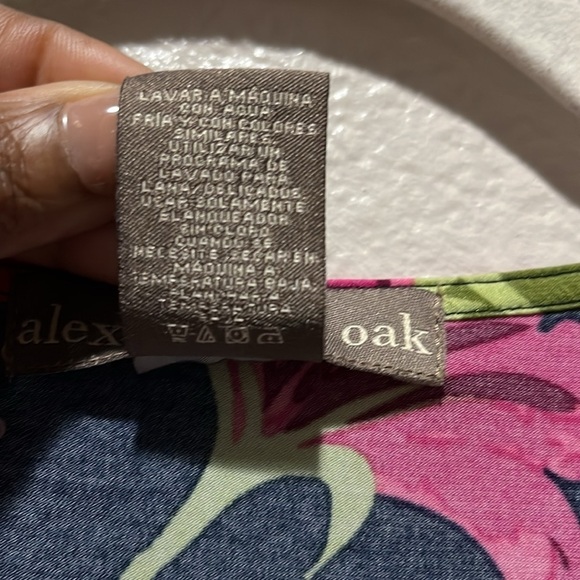 LAVAR A MÁQUINA
CON AGUA
FRÍA Y CON COLORES
SIMILARES
UTILIZAR UN
PROGRAMA DE
LAVADO PARA
LANA/DELICADOS
USAR SOLAMENTE
BLANQUEADOR
SIN CLORO
CUANDO SE
NECESITE SECAR EN
MÁQUINA A
TEMPERATURA BAJA
alex
oak